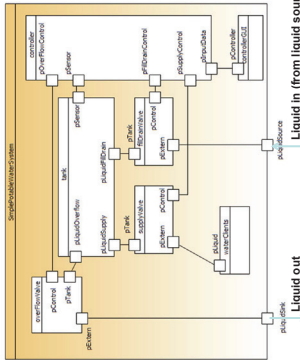 SimplePotableWaterSystem
controller
pOverFlowControl
pSensor
pFillDrainControl
pSupplyControl
pInputData
pController
controllerGUI
tank
pSensor
pLiquidOverflow
pLiquidSupply
pLiquidFillDrain
pTank
pControl
fillDrainValve
pExtern
pTank
supplyValve
pControl
pExtern
pLiquid
waterClients
overFlowValve
pControl
pTank
pExtern
pLiquidSource
pLiquidSink
Liquid in (from liquid sou
Liquid out